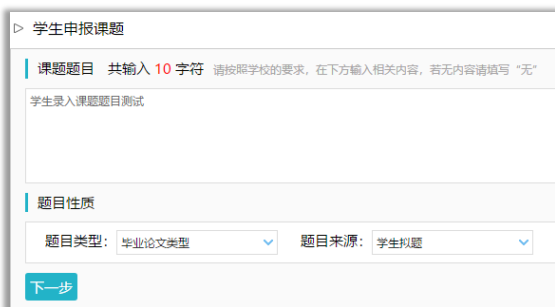 学生申报课题
课题题目 共输入 10 字符 请按照学校的要求，在下方输入相关内容，若无内容请填写 "无"
学生录入课题题目测试
题目性质
题目类型： 毕业论文类型 题目来源： 学生拟题
下一步